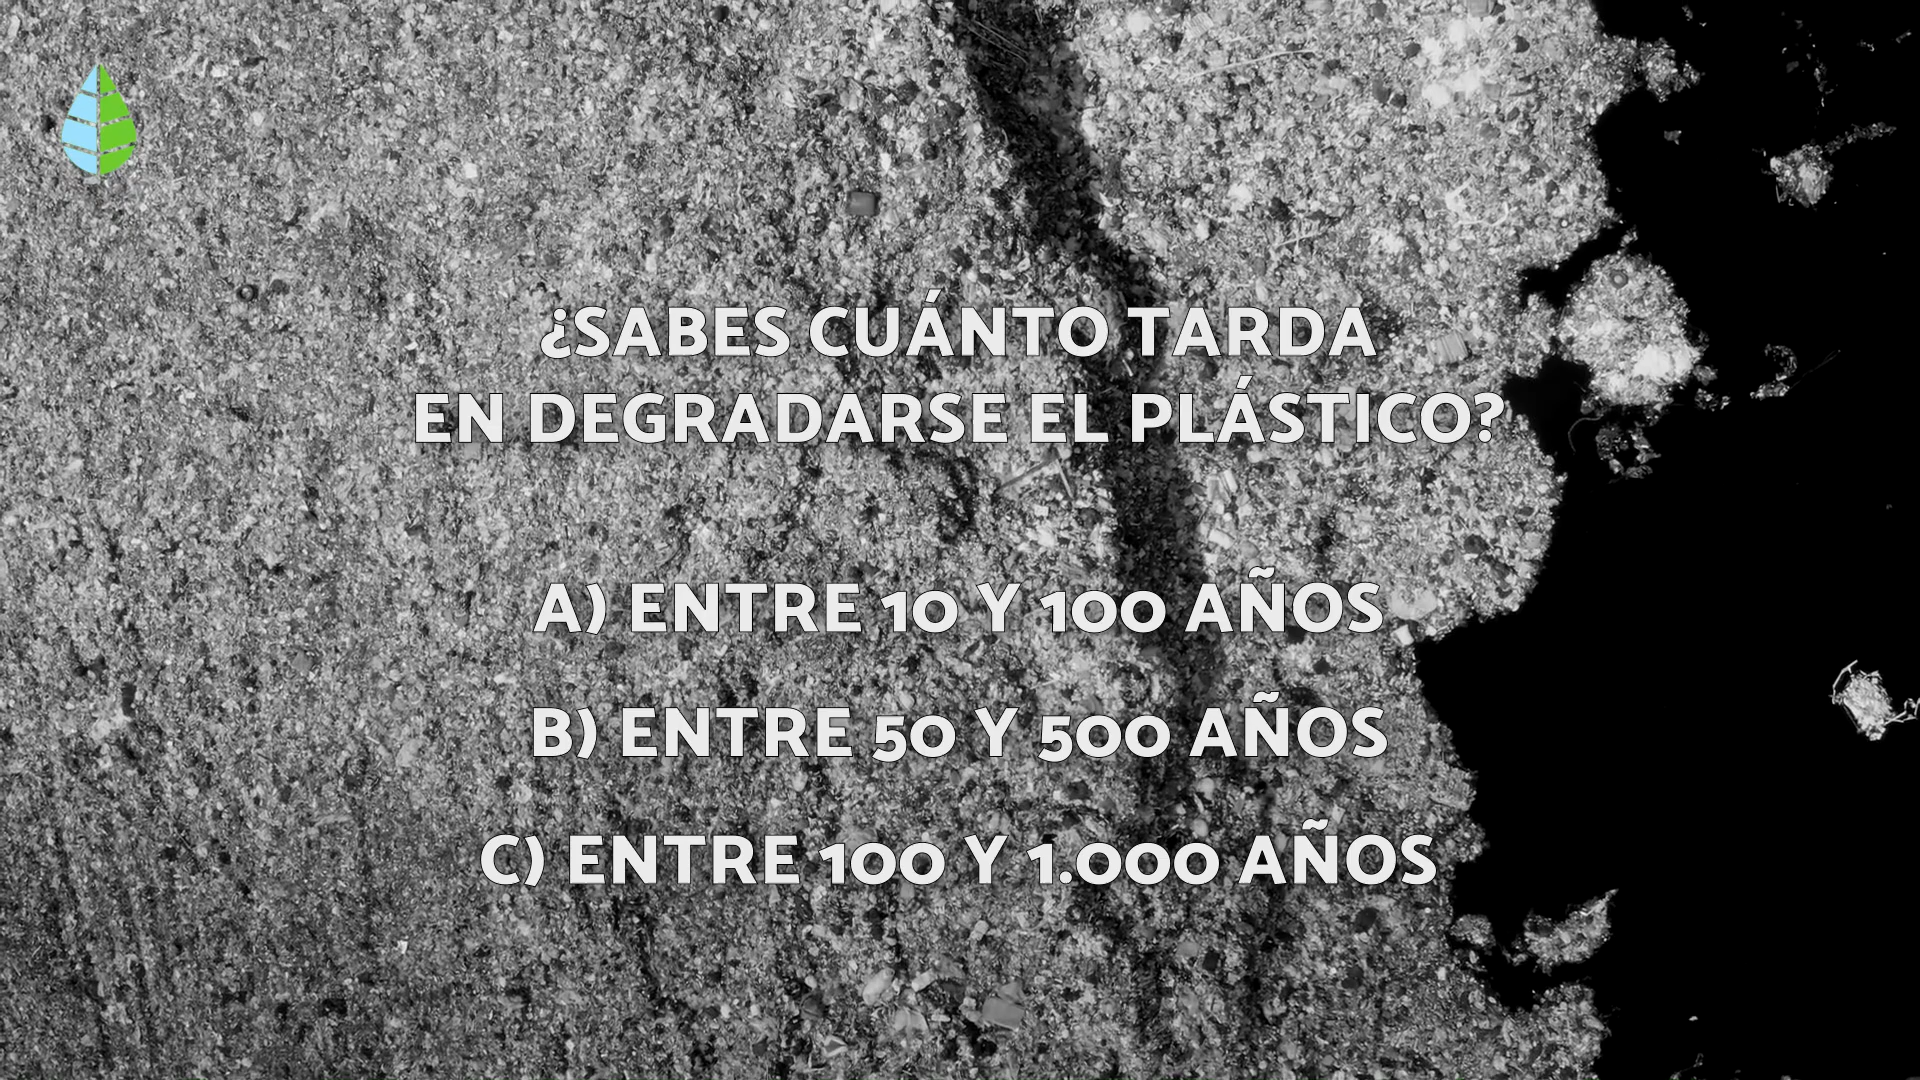 ¿SABES CUÁNTO TARDA
EN DEGRADARSE EL PLÁSTICO?
A) ENTRE 10 Y 100 AÑOS
B) ENTRE 50 Y 500 AÑOS
C) ENTRE 100 Y 1.000 AÑOS